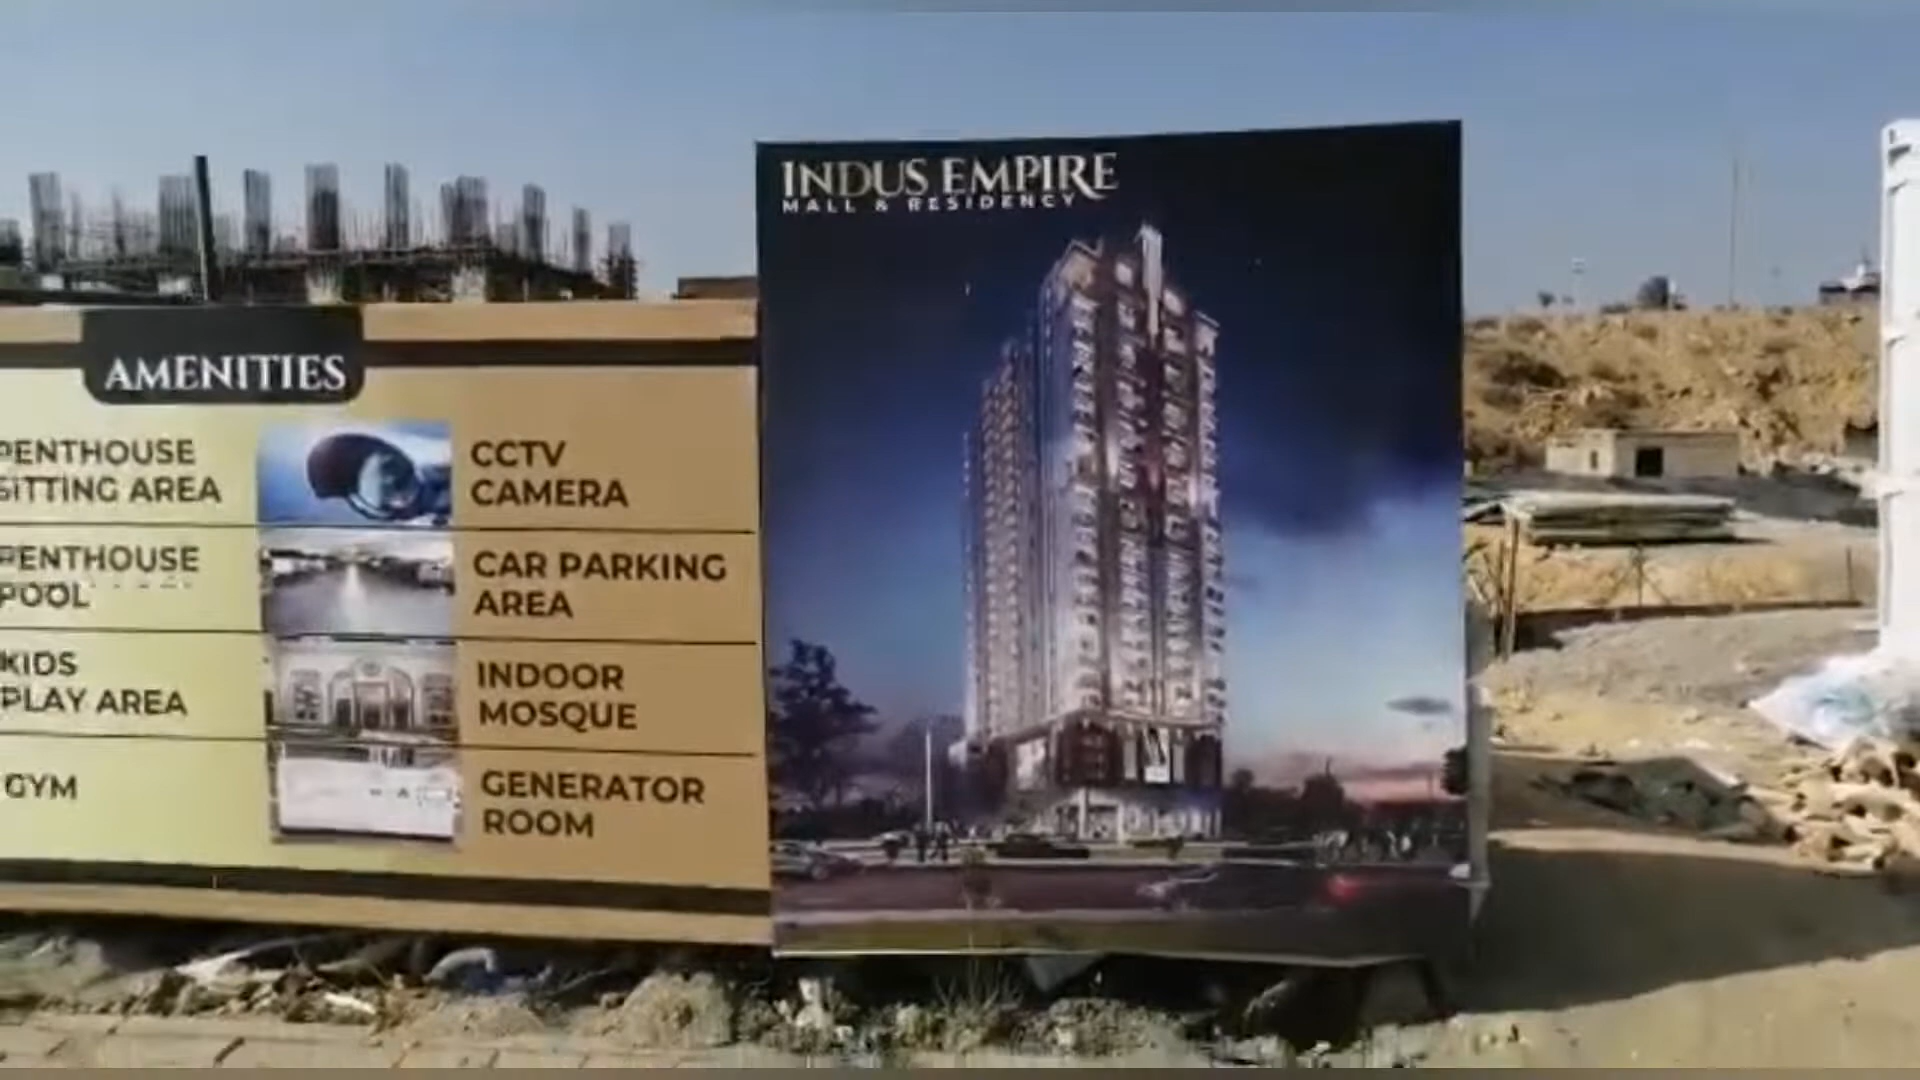 INDUS EMPIRE
MALL & RESIDENCY
AMENITIES
PENTHOUSE
SITTING AREA
CCTV
CAMERA
PENTHOUSE
POOL
CAR PARKING
AREA
KIDS
PLAY AREA
INDOOR
MOSQUE
GYM
GENERATOR
ROOM